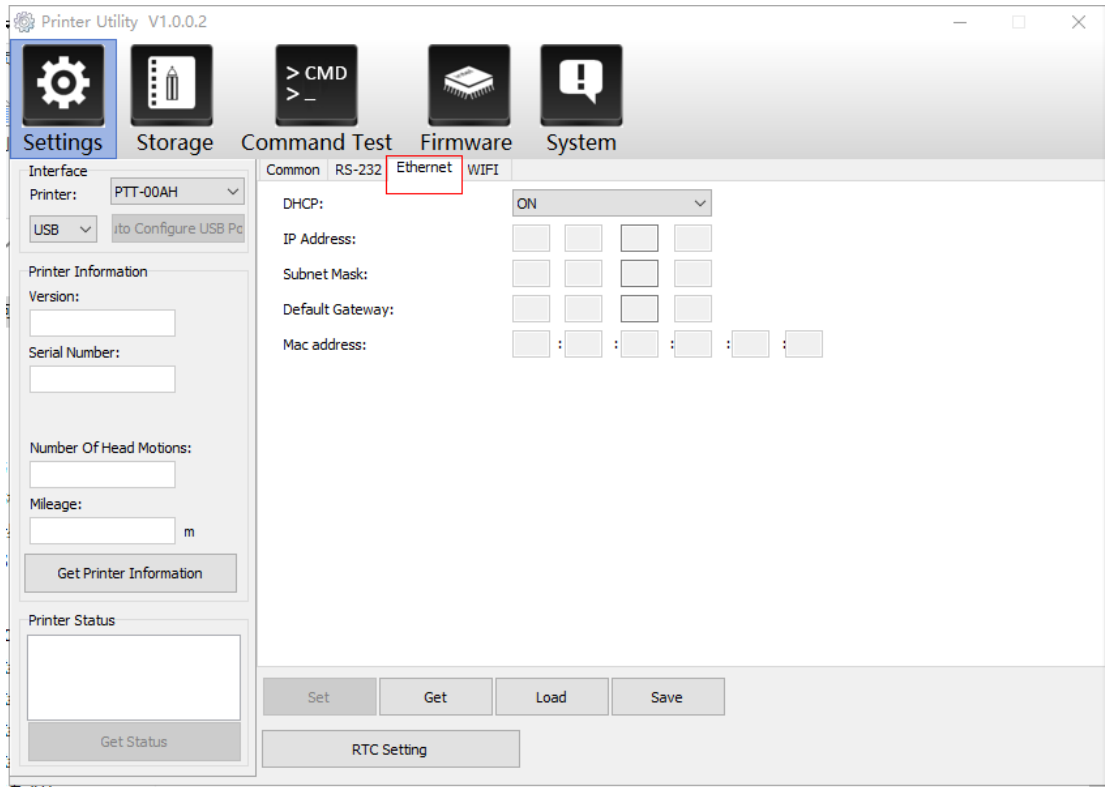 Printer Utility V1.0.0.2
> CMD
> _
Settings Storage Command Test Firmware System
Interface
Printer: PTT-00AH
USB uto Configure USB Po
Printer Information
Version:
Serial Number:
Number Of Head Motions:
Mileage:
m
Get Printer Information
Printer Status
Get Status
Common RS-232 Ethernet WIFI
DHCP: ON
IP Address:
Subnet Mask:
Default Gateway:
Mac address: : : : : :
Set Get Load Save
RTC Setting